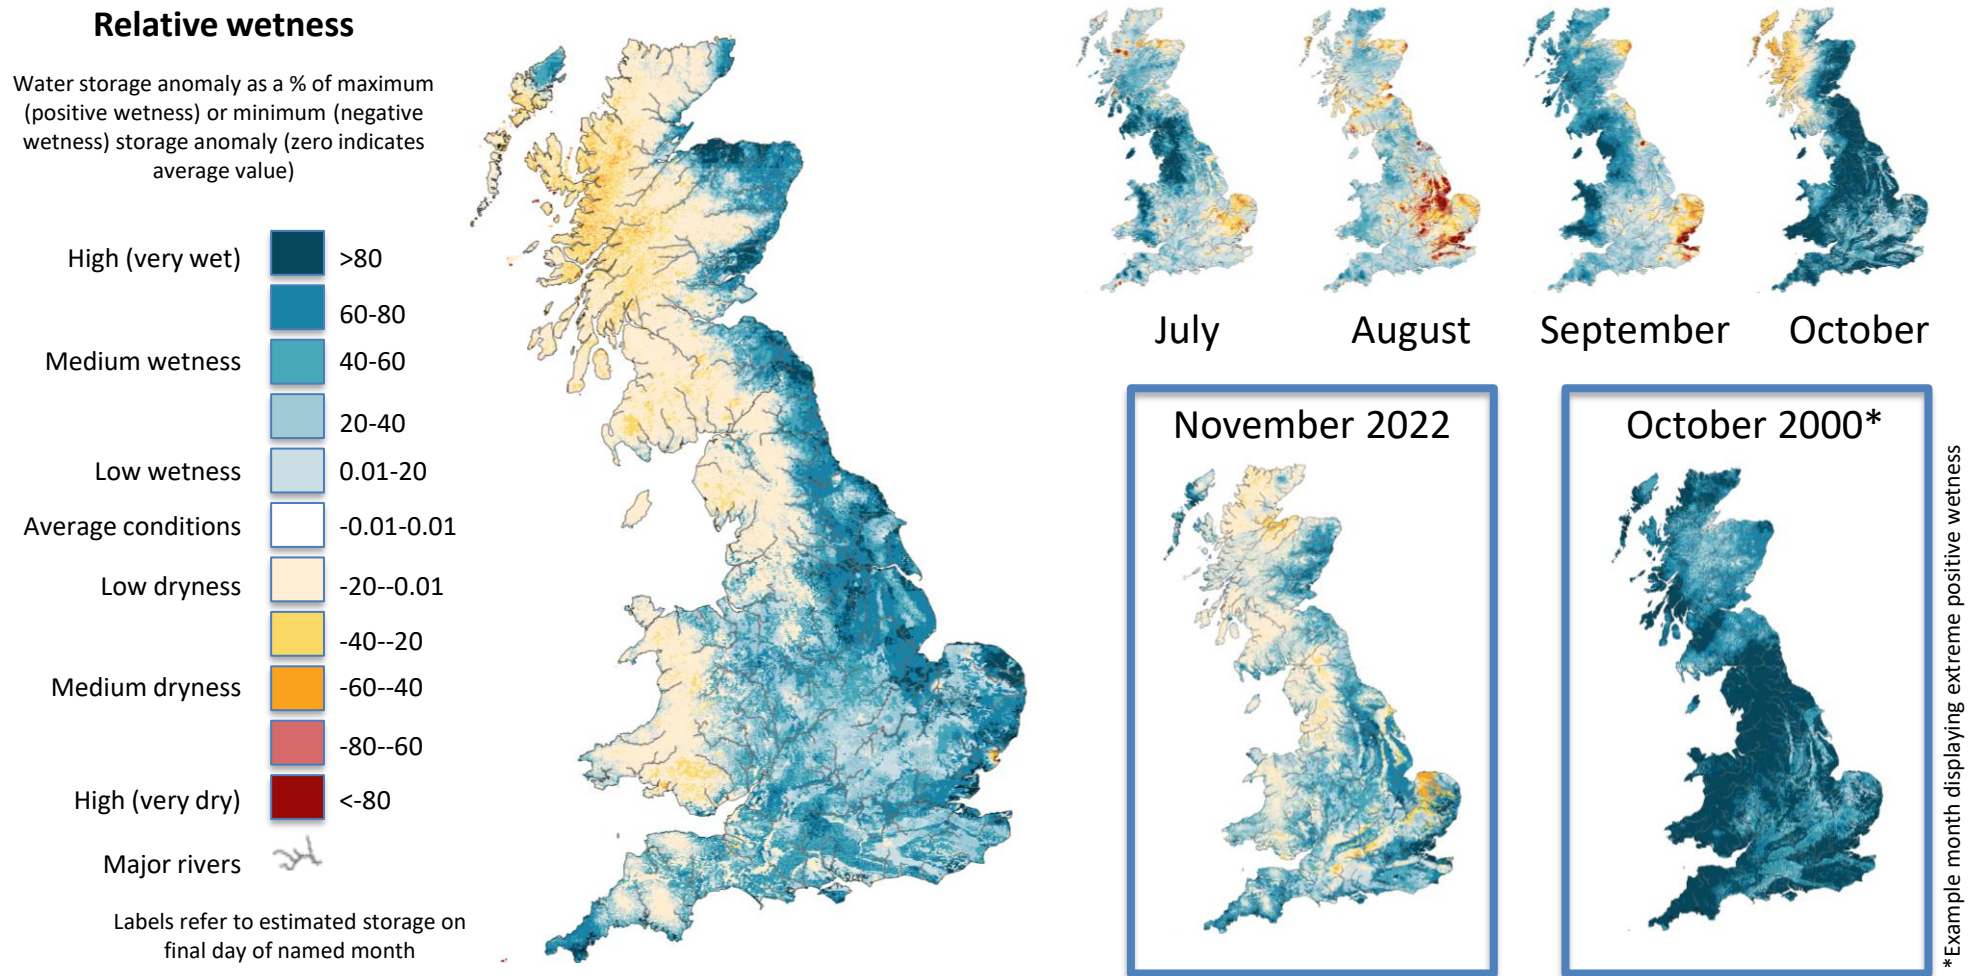 Relative wetness
Water storage anomaly as a % of maximum
(positive wetness) or minimum (negative
wetness) storage anomaly (zero indicates
average value)
High (very wet) >80
60-80
Medium wetness 40-60
20-40
Low wetness 0.01-20
Average conditions -0.01-0.01
Low dryness -20--0.01
-40--20
Medium dryness -60--40
-80--60
High (very dry) <-80
Major rivers
Labels refer to estimated storage on
final day of named month
July August September October
November 2022
October 2000*
*Example month displaying extreme positive wetness